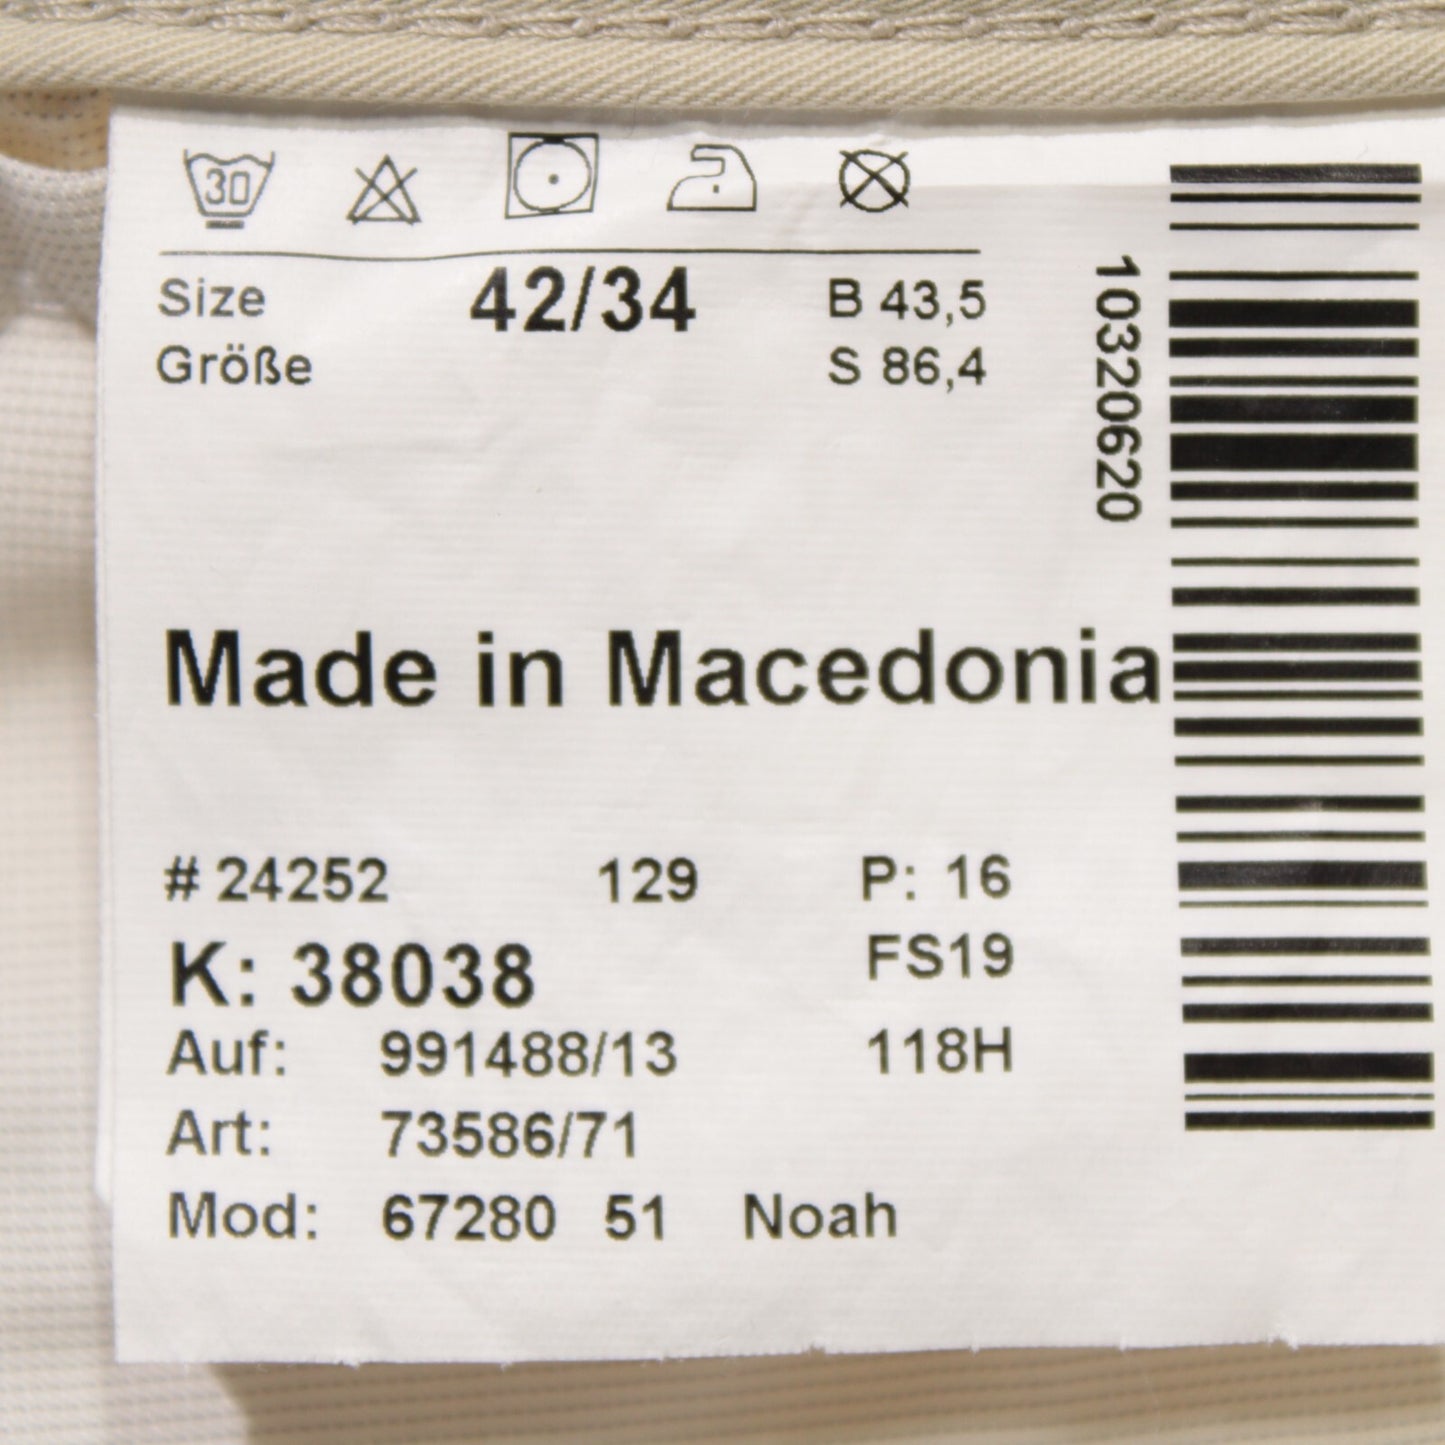 30
Size 42/34 B 43,5
Größe S 86,4
10320620
Made in Macedonia
# 24252 129 P: 16
K: 38038 FS19
Auf: 991488/13 118H
Art: 73586/71
Mod: 67280 51 Noah